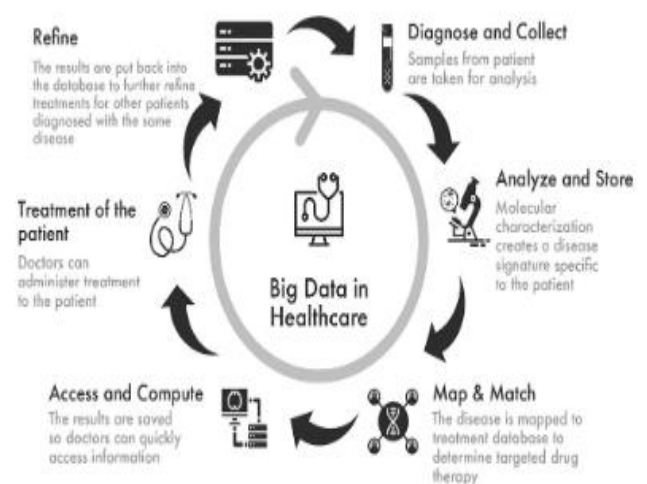 Refine
The results are put back into
the database to further refine
treatments for other patients
diagnosed with the same
disease
Diagnose and Collect
Samples from patient
are taken for analysis
Analyze and Store
Molecular
characterization
creates a disease
signature specific
to the patient
Map & Match
The disease is mapped to
treatment database to
determine targeted drug
therapy
Access and Compute
The results are saved
so doctors can quickly
access information
Treatment of the
patient
Doctors can
administer treatment
to the patient
Big Data in
Healthcare